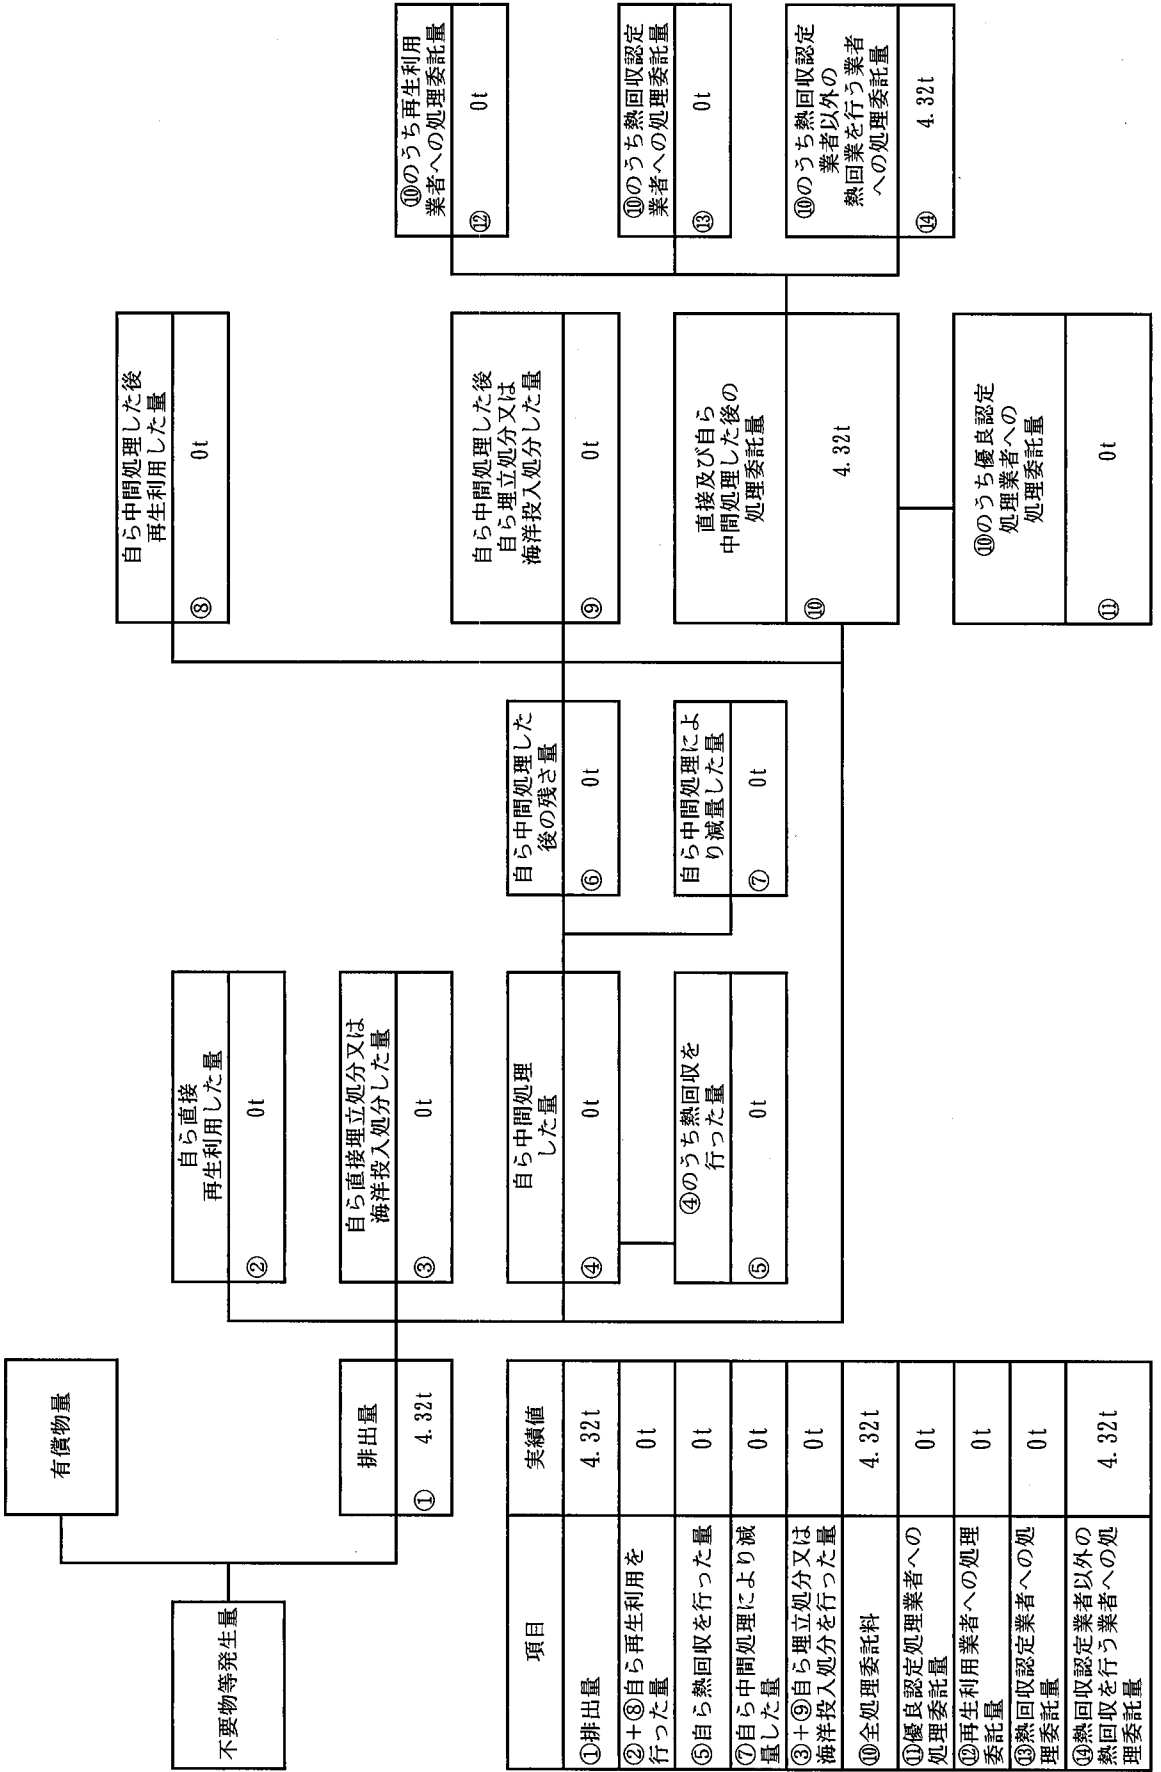 不要物等発生量
有償物量
排出量
① 4.32t
自ら直接
再生利用した量
② 0t
自ら直接埋立処分又は
海洋投入処分した量
③ 0t
自ら中間処理
した量
④ 0t
④のうち熱回収を
行った量
⑤ 0t
自ら中間処理した
後の残さ量
⑥ 0t
自ら中間処理によ
り減量した量
⑦ 0t
自ら中間処理した後
再生利用した量
⑧ 0t
自ら中間処理した後
自ら埋立処分又は
海洋投入処分した量
⑨ 0t
直接及び自ら
中間処理した後の
処理委託量
⑩ 4.32t
⑩のうち優良認定
処理業者への
処理委託量
⑪ 0t
⑩のうち再生利用
業者への処理委託量
⑫ 0t
⑩のうち熱回収認定
業者への処理委託量
⑬ 0t
⑩のうち熱回収認定
業者以外の
熱回業を行う業者
への処理委託量
⑭ 4.32t
項目 実績値
①排出量 4.32t
②+⑧自ら再生利用を
行った量 0t
⑤自ら熱回収を行った量 0t
⑦自ら中間処理により減
量した量 0t
③+⑨自ら埋立処分又は
海洋投入処分を行った量 0t
⑩全処理委託料 4.32t
⑪優良認定処理業者への
処理委託量 0t
⑫再生利用業者への処理
委託量 0t
⑬熱回収認定業者への処
理委託量 0t
⑭熱回収認定業者以外の
熱回収を行う業者への処
理委託量 4.32t